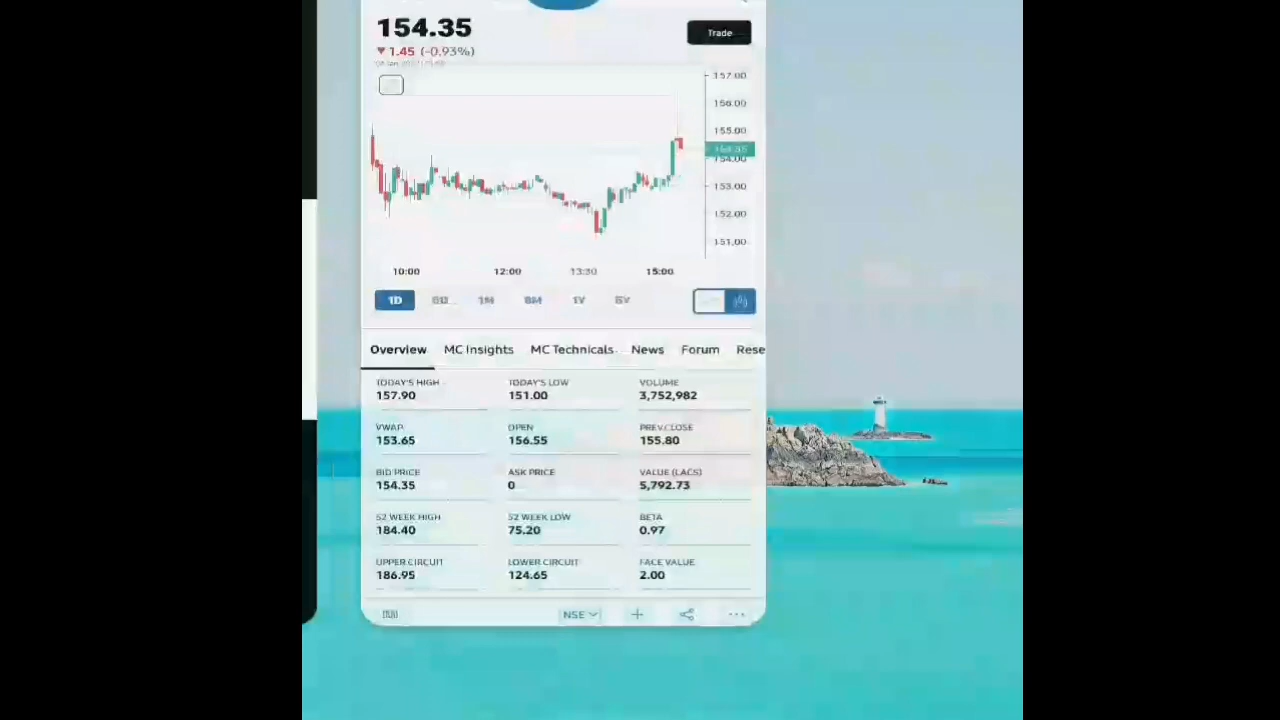 154.35
Trade
▼ 1.45 (-0.93%)
157.00
156.00
155.00
154.35
154.00
153.00
152.00
151.00
10:00 12:00 13:30 15:00
1D 1M 1Y 5Y
Overview MC Insights MC Technicals News Forum Rese
TODAY'S HIGH TODAY'S LOW VOLUME
157.90 151.00 3,752,982
VWAP OPEN PREV.CLOSE
153.65 156.55 155.80
BID PRICE ASK PRICE VALUE (LACS)
154.35 0 5,792.73
52 WEEK HIGH 52 WEEK LOW BETA
184.40 75.20 0.97
UPPER CIRCUIT LOWER CIRCUIT FACE VALUE
186.95 124.65 2.00
NSE